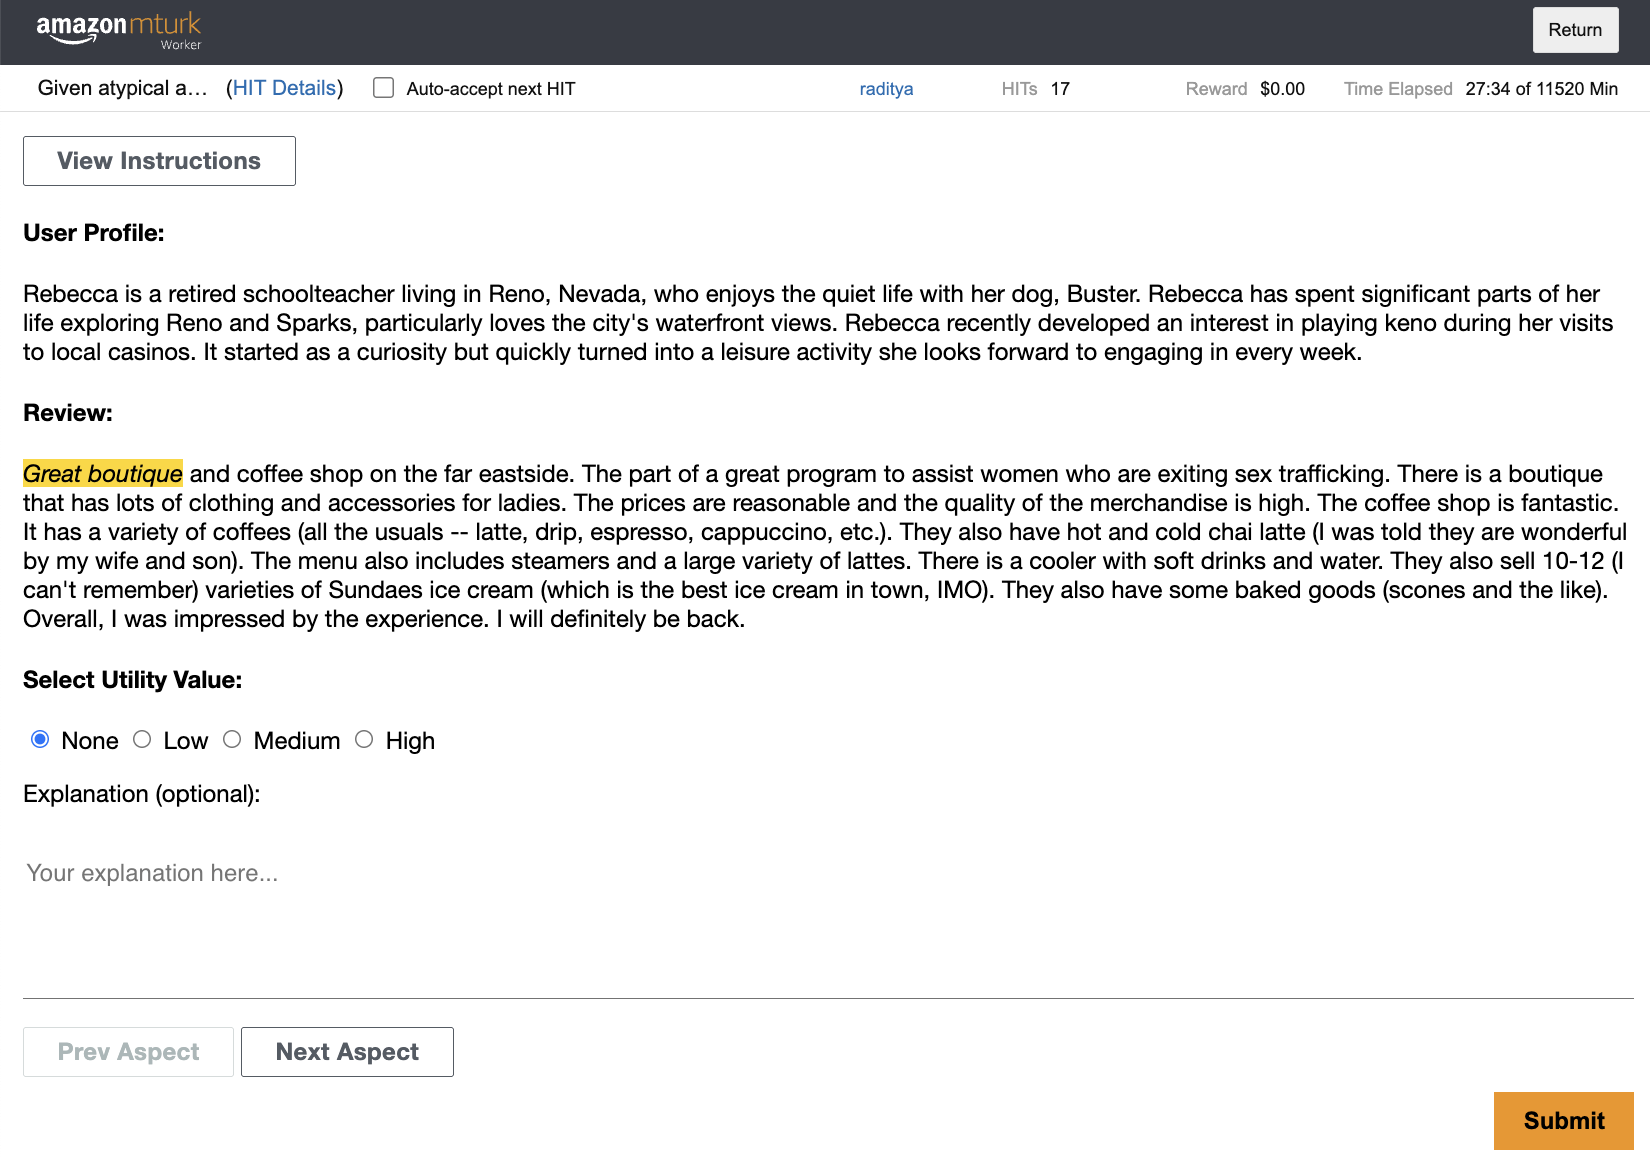 amazon mturk
Worker
Return
Given atypical a... (HIT Details) Auto-accept next HIT raditya HITs 17 Reward $0.00 Time Elapsed 27:34 of 11520 Min
View Instructions
User Profile:
Rebecca is a retired schoolteacher living in Reno, Nevada, who enjoys the quiet life with her dog, Buster. Rebecca has spent significant parts of her
life exploring Reno and Sparks, particularly loves the city's waterfront views. Rebecca recently developed an interest in playing keno during her visits
to local casinos. It started as a curiosity but quickly turned into a leisure activity she looks forward to engaging in every week.
Review:
Great boutique and coffee shop on the far eastside. The part of a great program to assist women who are exiting sex trafficking. There is a boutique
that has lots of clothing and accessories for ladies. The prices are reasonable and the quality of the merchandise is high. The coffee shop is fantastic.
It has a variety of coffees (all the usuals -- latte, drip, espresso, cappuccino, etc.). They also have hot and cold chai latte (I was told they are wonderful
by my wife and son). The menu also includes steamers and a large variety of lattes. There is a cooler with soft drinks and water. They also sell 10-12 (I
can't remember) varieties of Sundaes ice cream (which is the best ice cream in town, IMO). They also have some baked goods (scones and the like).
Overall, I was impressed by the experience. I will definitely be back.
Select Utility Value:
None Low Medium High
Explanation (optional):
Your explanation here...
Prev Aspect Next Aspect
Submit